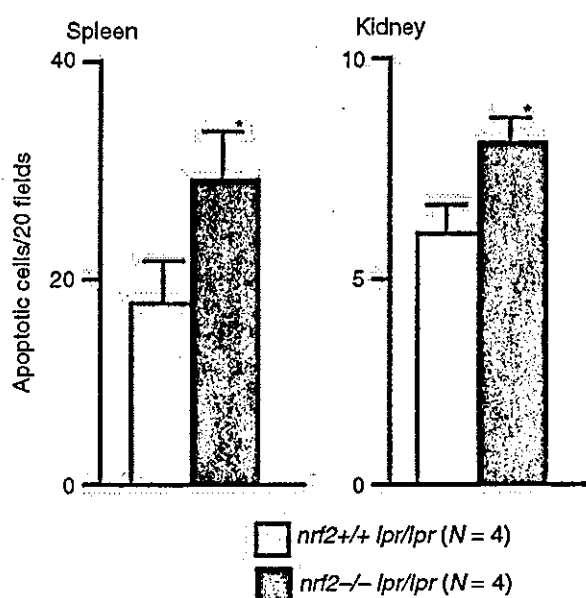 Spleen
Kidney
40
20
0
10
5
0
Apoptotic cells/20 fields
*
*
nrf2+/+ lpr/lpr (N = 4)
nrf2–/– lpr/lpr (N = 4)